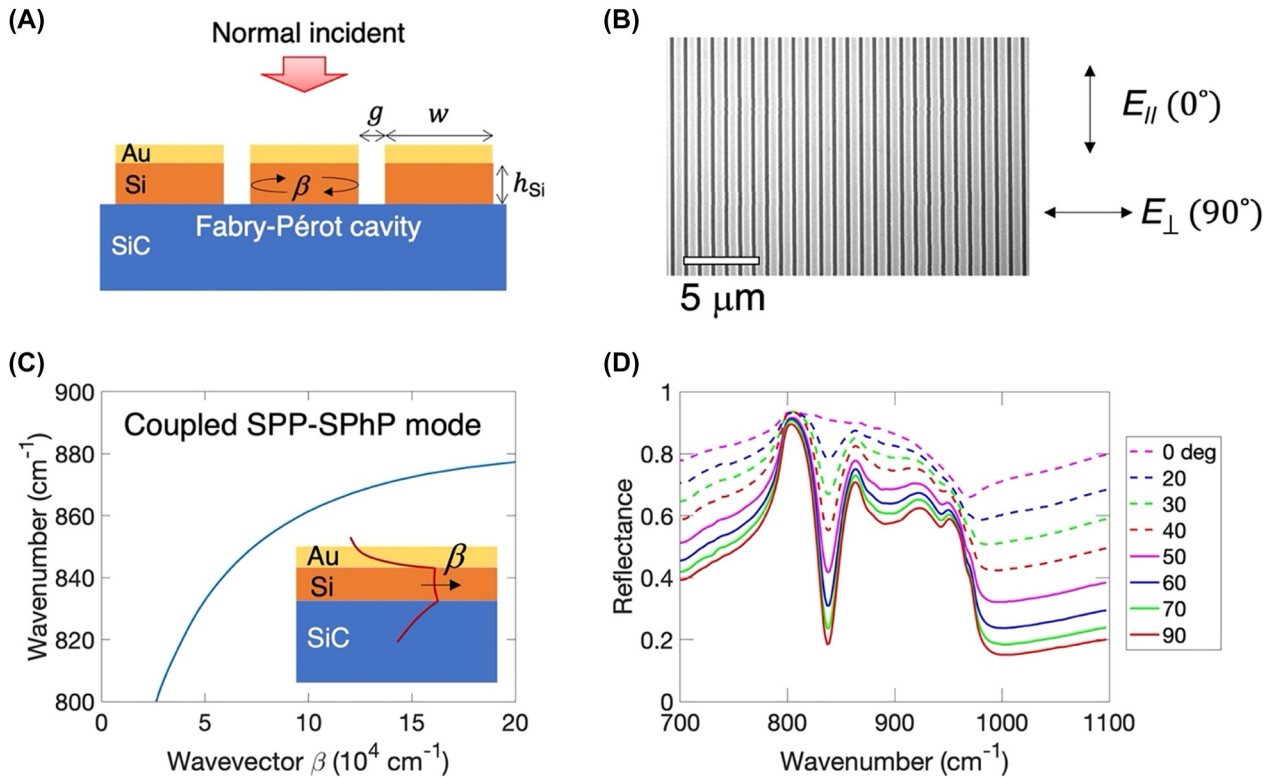 (A)
Normal incident
g
w
Au
Si
β
hSi
Fabry-Pérot cavity
SiC
(B)
E// (0°)
E⊥ (90°)
5 μm
(C)
900
880
860
840
820
800
Wavenumber (cm⁻¹)
Coupled SPP-SPhP mode
Au
β
Si
SiC
0
5
10
15
20
Wavevector β (10⁴ cm⁻¹)
(D)
1
0.8
0.6
0.4
0.2
0
Reflectance
700
800
900
1000
1100
Wavenumber (cm⁻¹)
0 deg
20
30
40
50
60
70
90